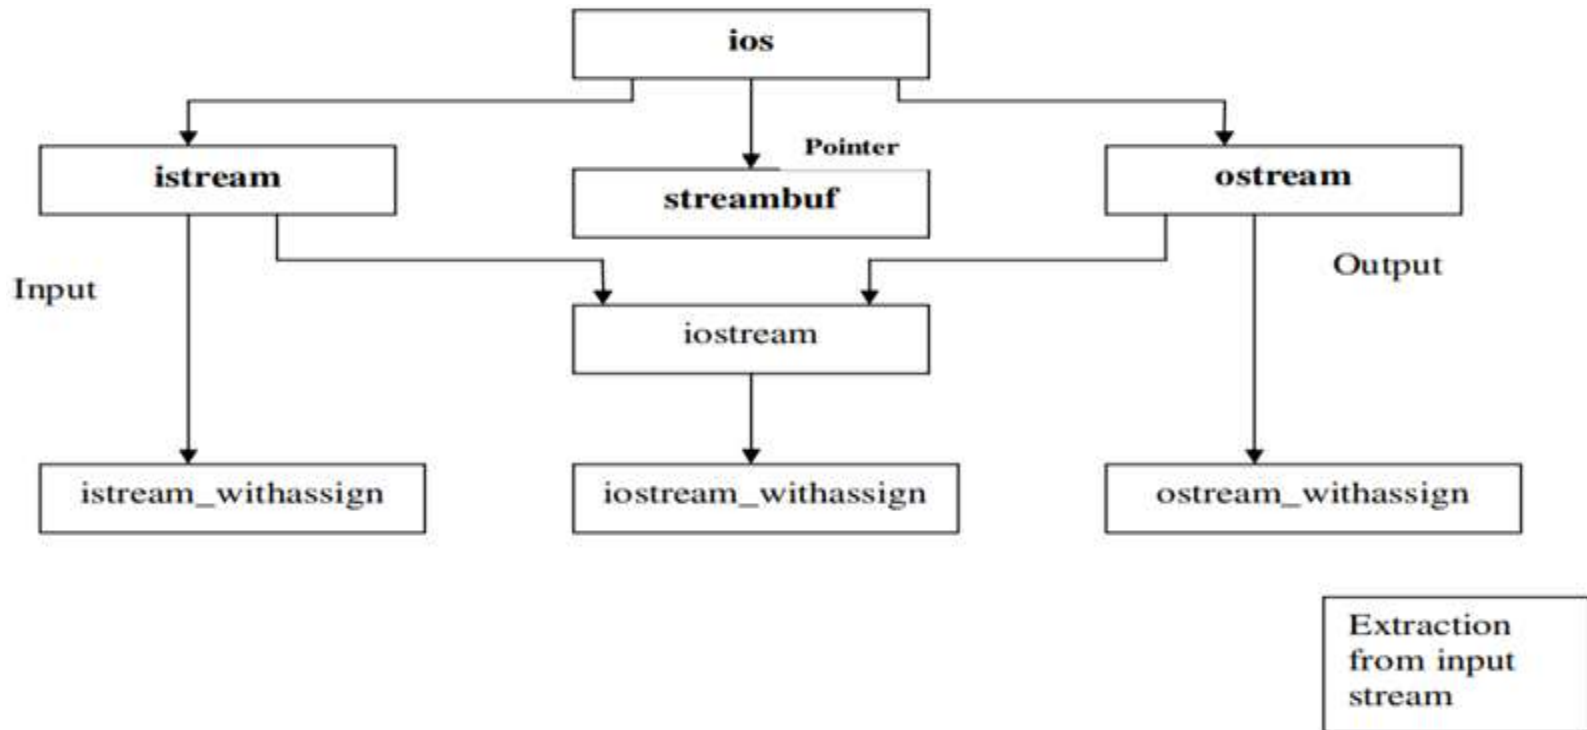 ios
Pointer
istream
streambuf
ostream
Input
Output
iostream
istream_withassign
iostream_withassign
ostream_withassign
Extraction
from input
stream